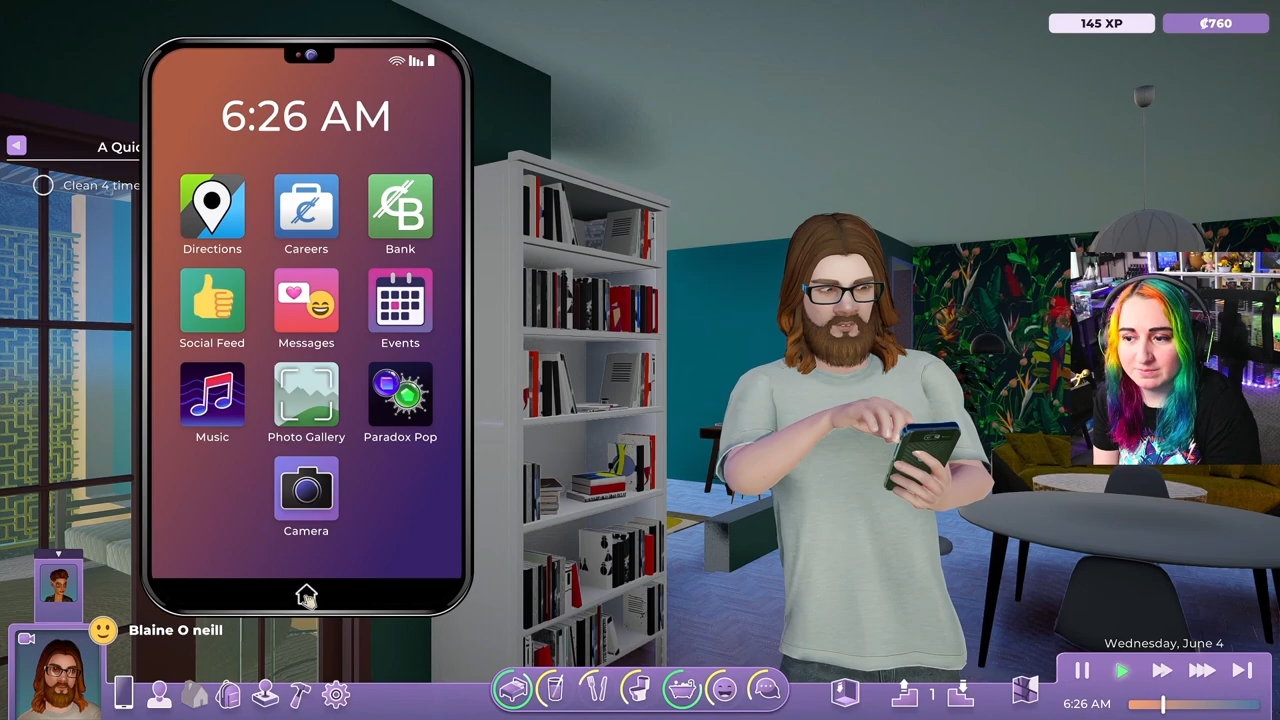 145 XP
₡760
6:26 AM
A Quic
Clean 4 time
Directions
Careers
Bank
Social Feed
Messages
Events
Music
Photo Gallery
Paradox Pop
Camera
Blaine O neill
1
Wednesday, June 4
6:26 AM